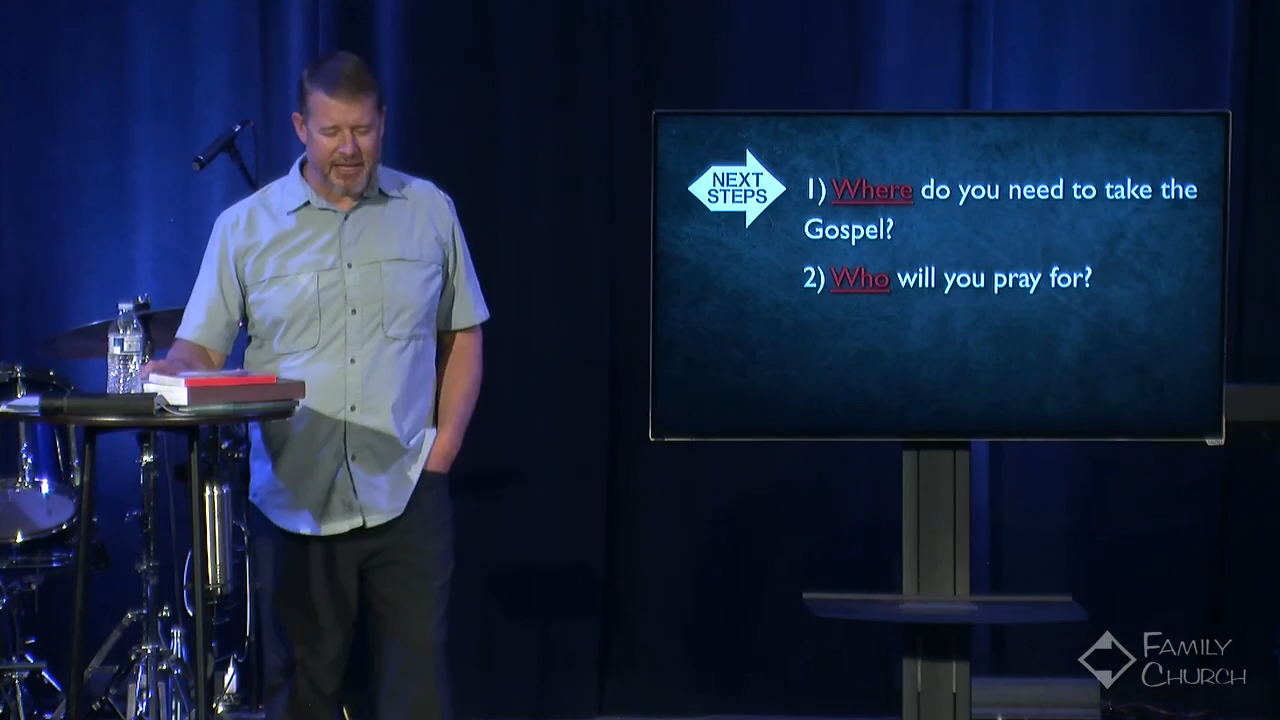 NEXT
STEPS
1) Where do you need to take the
Gospel?
2) Who will you pray for?
FAMILY
CHURCH